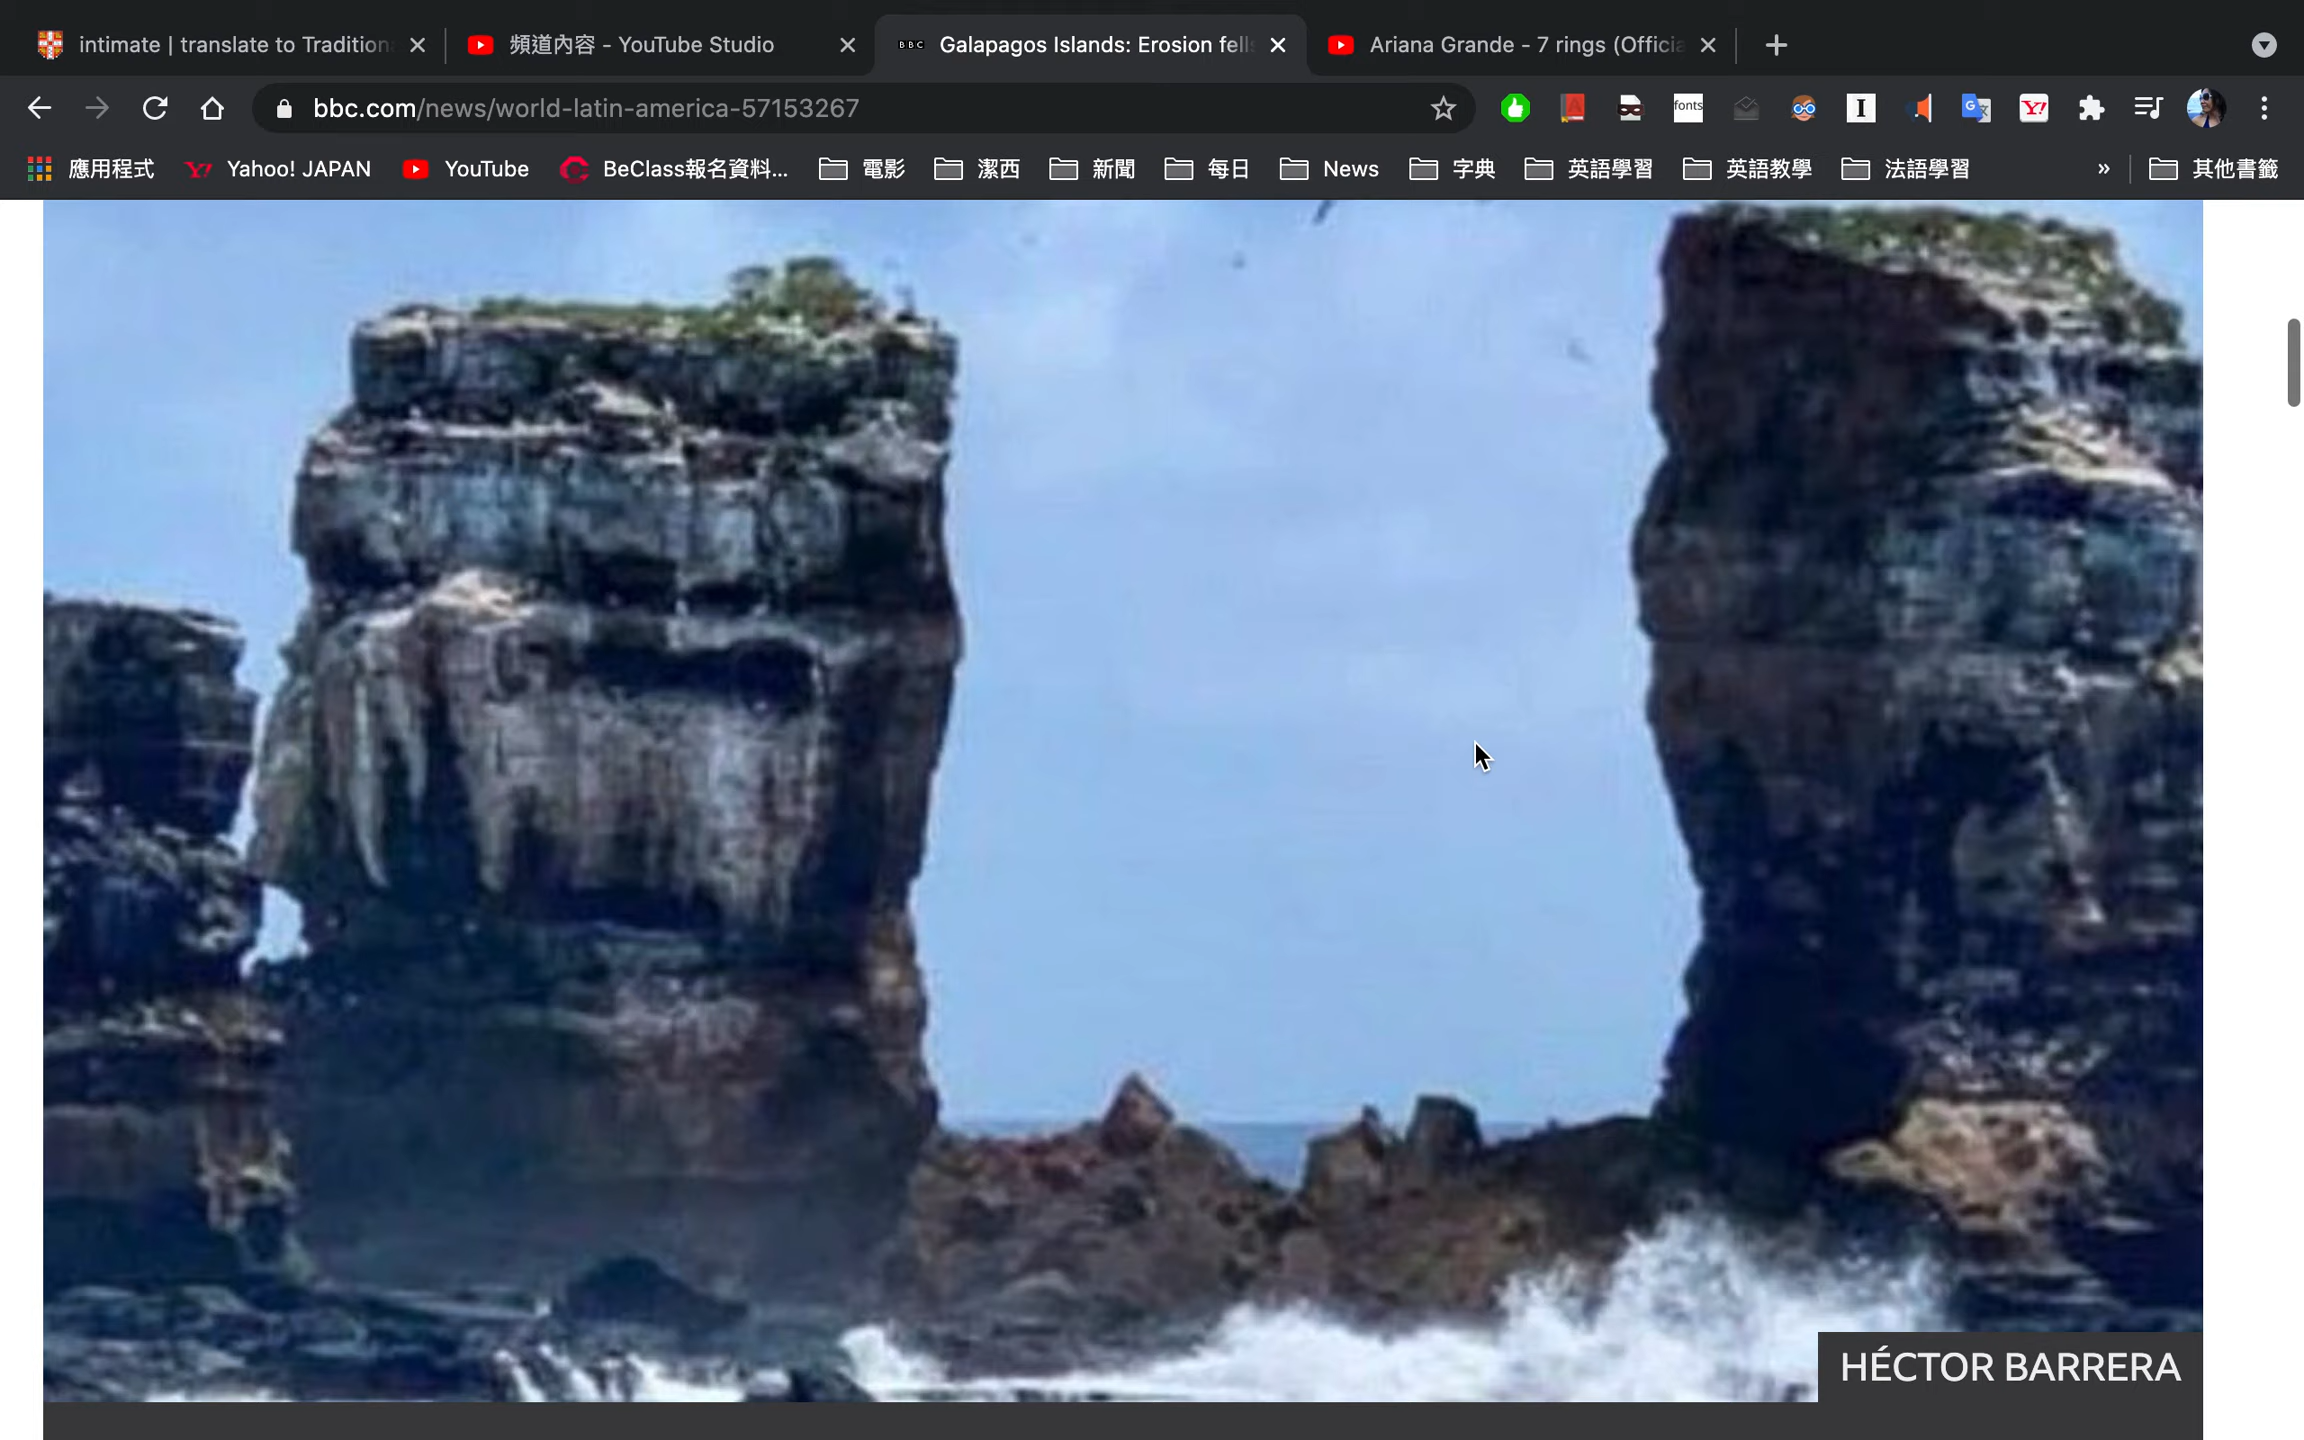 intimate | translate to Tradition
頻道內容 - YouTube Studio
BBC
Galapagos Islands: Erosion fell
Ariana Grande - 7 rings (Officia
bbc.com/news/world-latin-america-57153267
fonts
應用程式
Yahoo! JAPAN
YouTube
BeClass報名資料...
電影
潔西
新聞
每日
News
字典
英語學習
英語教學
法語學習
»
其他書籤
HÉCTOR BARRERA